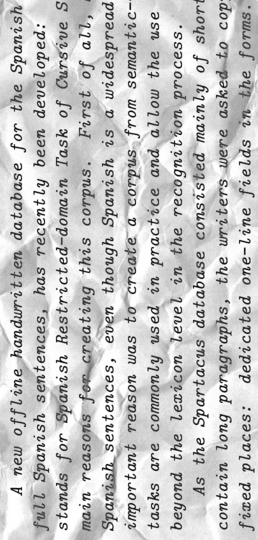 A new offline handwritten database for the Spanish
full Spanish sentences, has recently been developed:
stands for Spanish Restricted-domain Task of Cursive S
main reasons for creating this corpus. First of all,
Spanish sentences, even though Spanish is a widespread
important reason was to create a corpus from semantic-
tasks are commonly used in practice and allow the use
beyond the lexicon level in the recognition process.
As the Spartacus database consisted mainly of short
contain long paragraphs, the writers were asked to cop
fixed places: dedicated one-line fields in the forms.